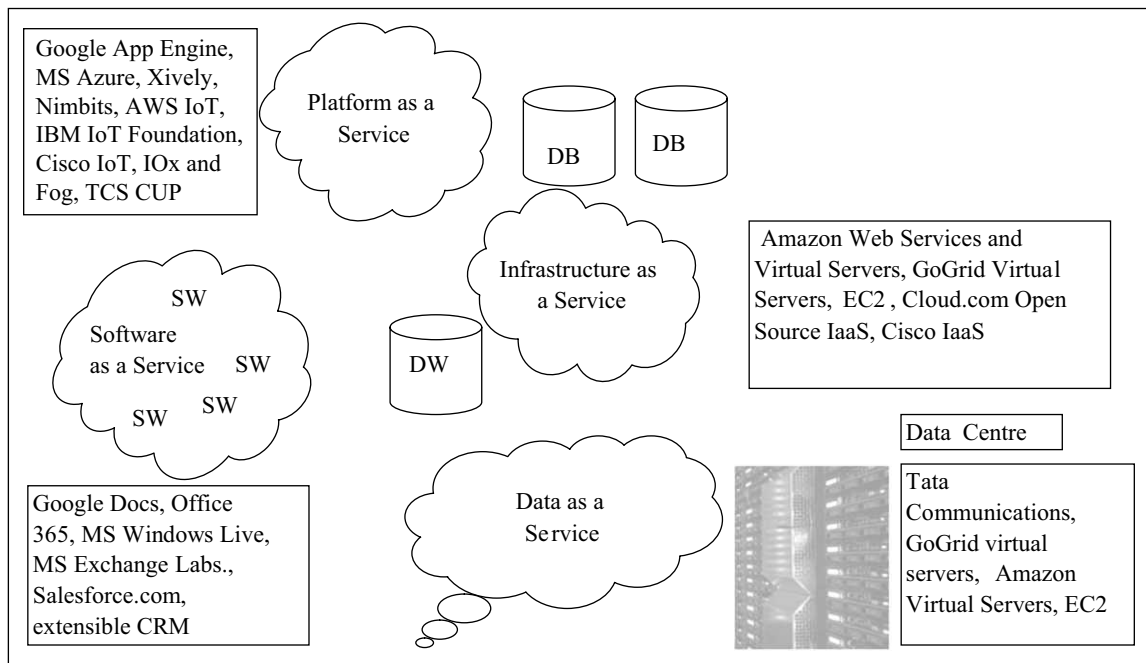 Google App Engine,
MS Azure, Xively,
Nimbits, AWS IoT,
IBM IoT Foundation,
Cisco IoT, IOx and
Fog, TCS CUP
Platform as a
Service
DB
DB
Infrastructure as
a Service
Amazon Web Services and
Virtual Servers, GoGrid Virtual
Servers, EC2 , Cloud.com Open
Source IaaS, Cisco IaaS
SW
Software
as a Service
SW
SW
SW
DW
Data Centre
Google Docs, Office
365, MS Windows Live,
MS Exchange Labs.,
Salesforce.com,
extensible CRM
Data as a
Service
Tata
Communications,
GoGrid virtual
servers, Amazon
Virtual Servers, EC2